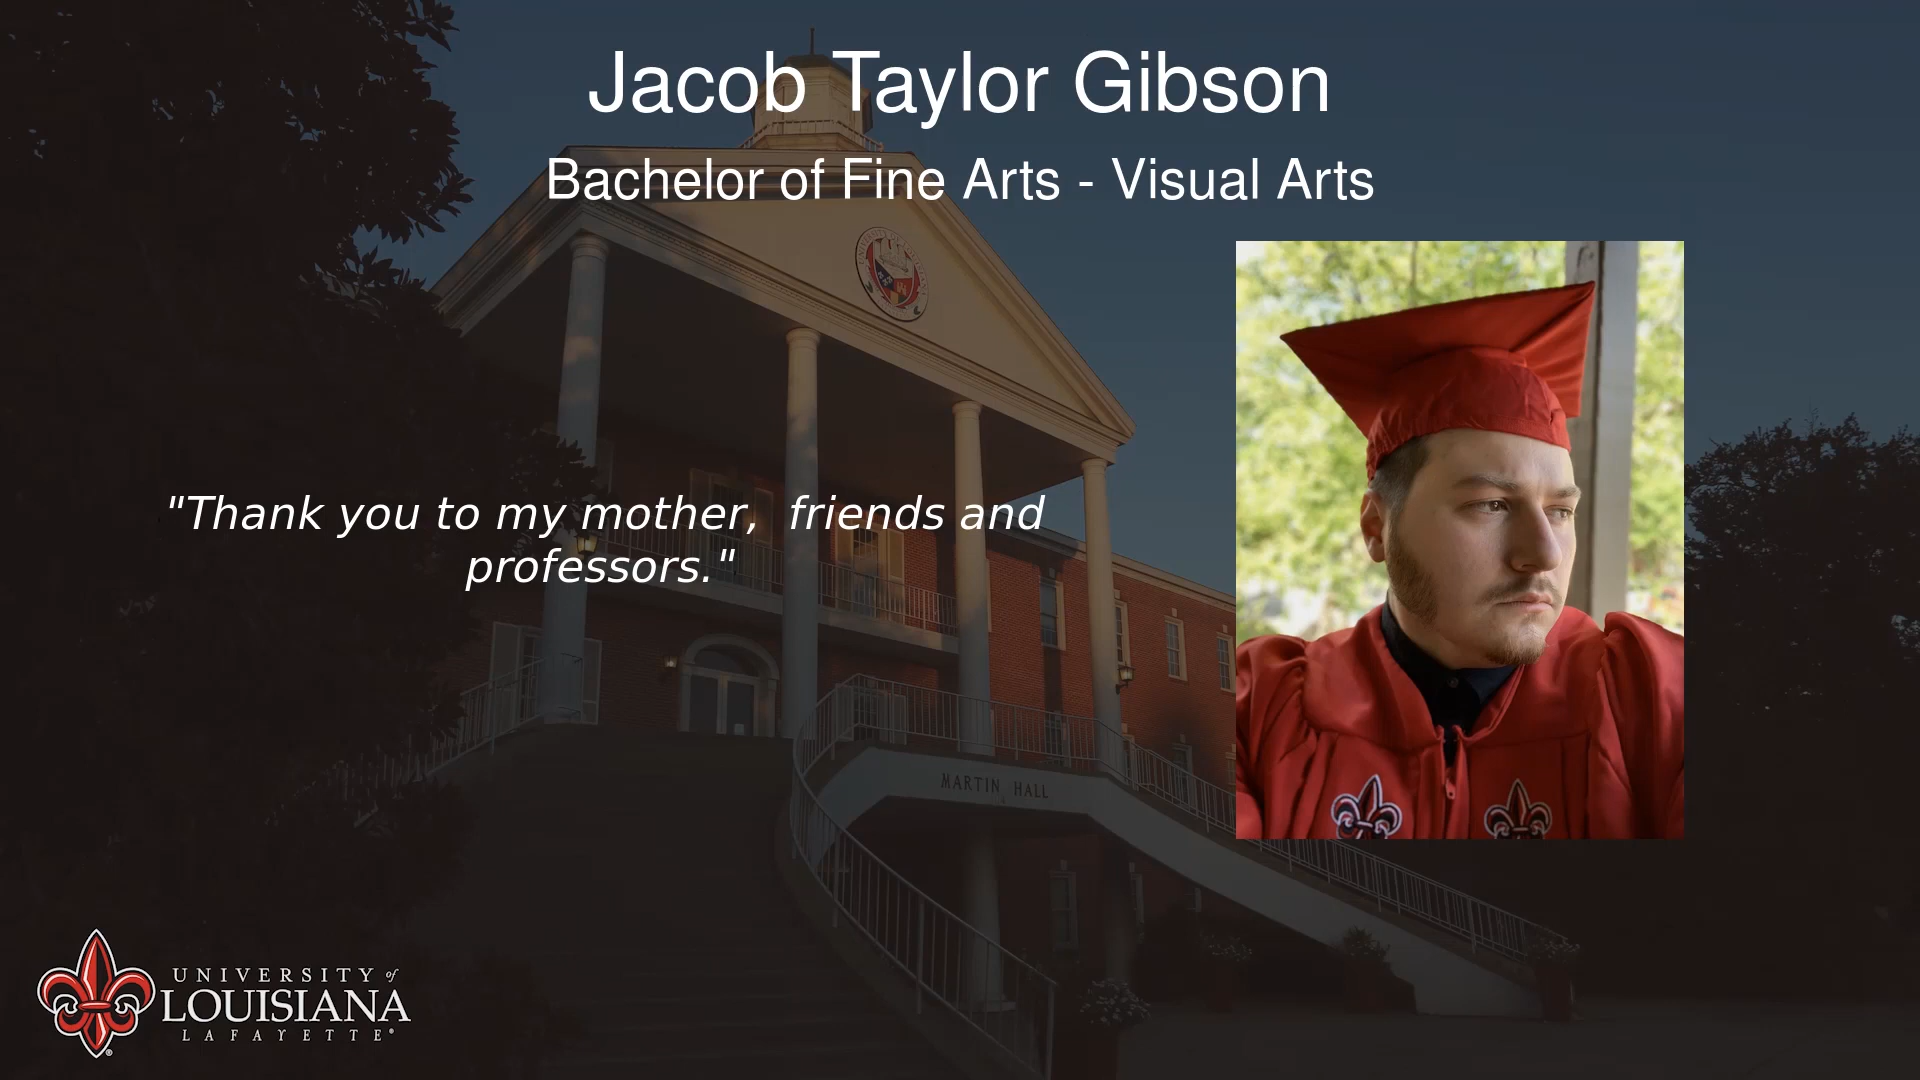 Jacob Taylor Gibson
Bachelor of Fine Arts - Visual Arts
"Thank you to my mother,  friends and
professors."
MARTIN HALL
UNIVERSITY of
LOUISIANA
LAFAYETTE®